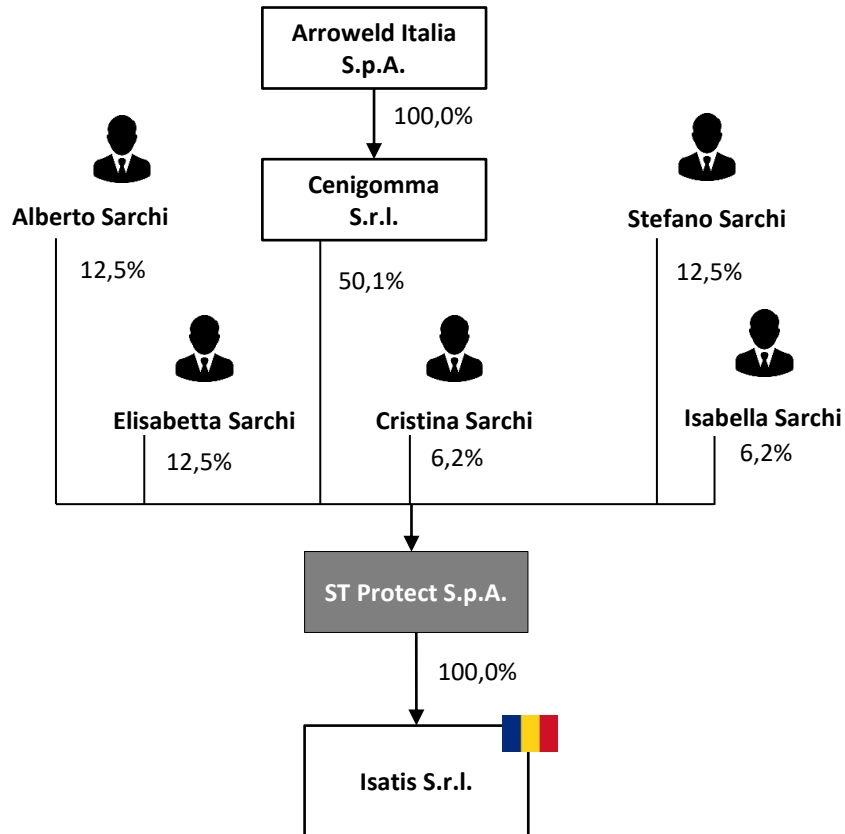 Arroweld Italia
S.p.A.
100,0%
Cenigomma
S.r.l.
Alberto Sarchi
Stefano Sarchi
12,5%
50,1%
12,5%
Elisabetta Sarchi
Cristina Sarchi
Isabella Sarchi
12,5%
6,2%
6,2%
ST Protect S.p.A.
100,0%
Isatis S.r.l.